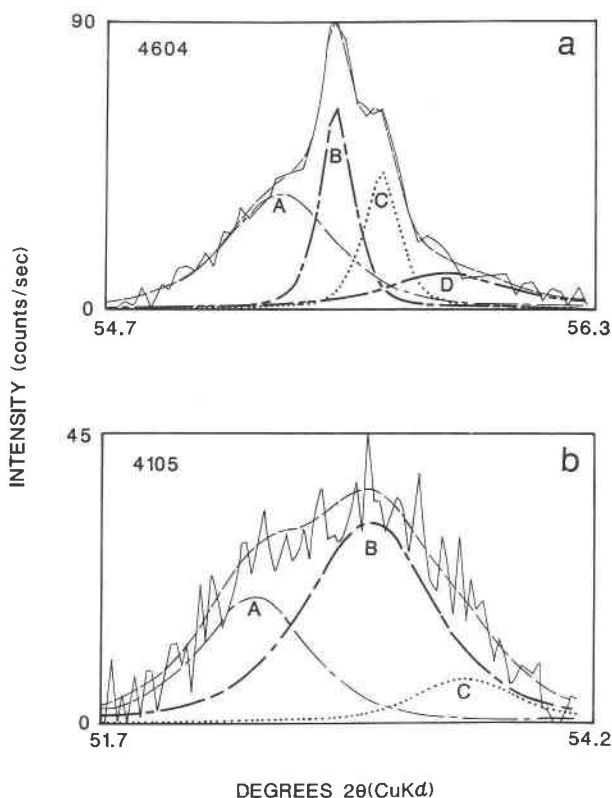 90
4604
a
A
B
C
D
0
54.7
56.3
INTENSITY (counts/sec)
45
4105
b
A
B
C
0
51.7
54.2
DEGREES 2θ(CuKd)